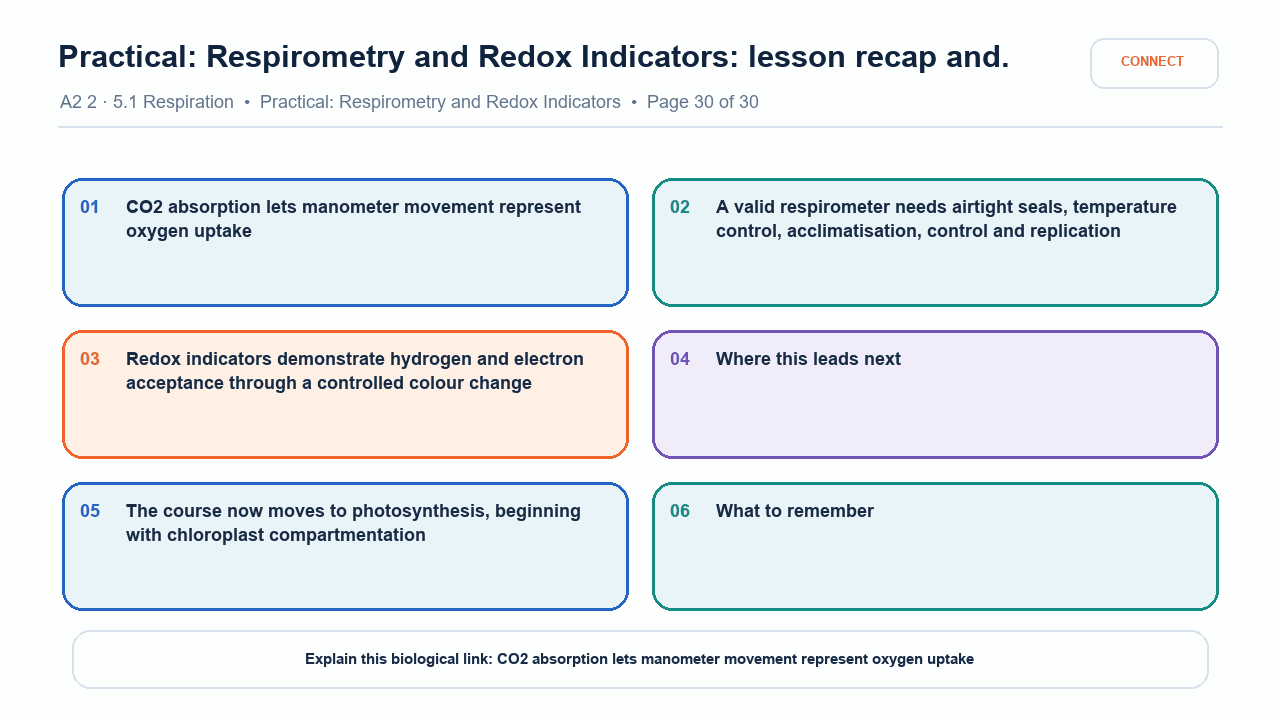 Practical: Respirometry and Redox Indicators: lesson recap and.
CONNECT
A2 2 · 5.1 Respiration • Practical: Respirometry and Redox Indicators • Page 30 of 30
01 CO2 absorption lets manometer movement represent
oxygen uptake
02 A valid respirometer needs airtight seals, temperature
control, acclimatisation, control and replication
03 Redox indicators demonstrate hydrogen and electron
acceptance through a controlled colour change
04 Where this leads next
05 The course now moves to photosynthesis, beginning
with chloroplast compartmentation
06 What to remember
Explain this biological link: CO2 absorption lets manometer movement represent oxygen uptake